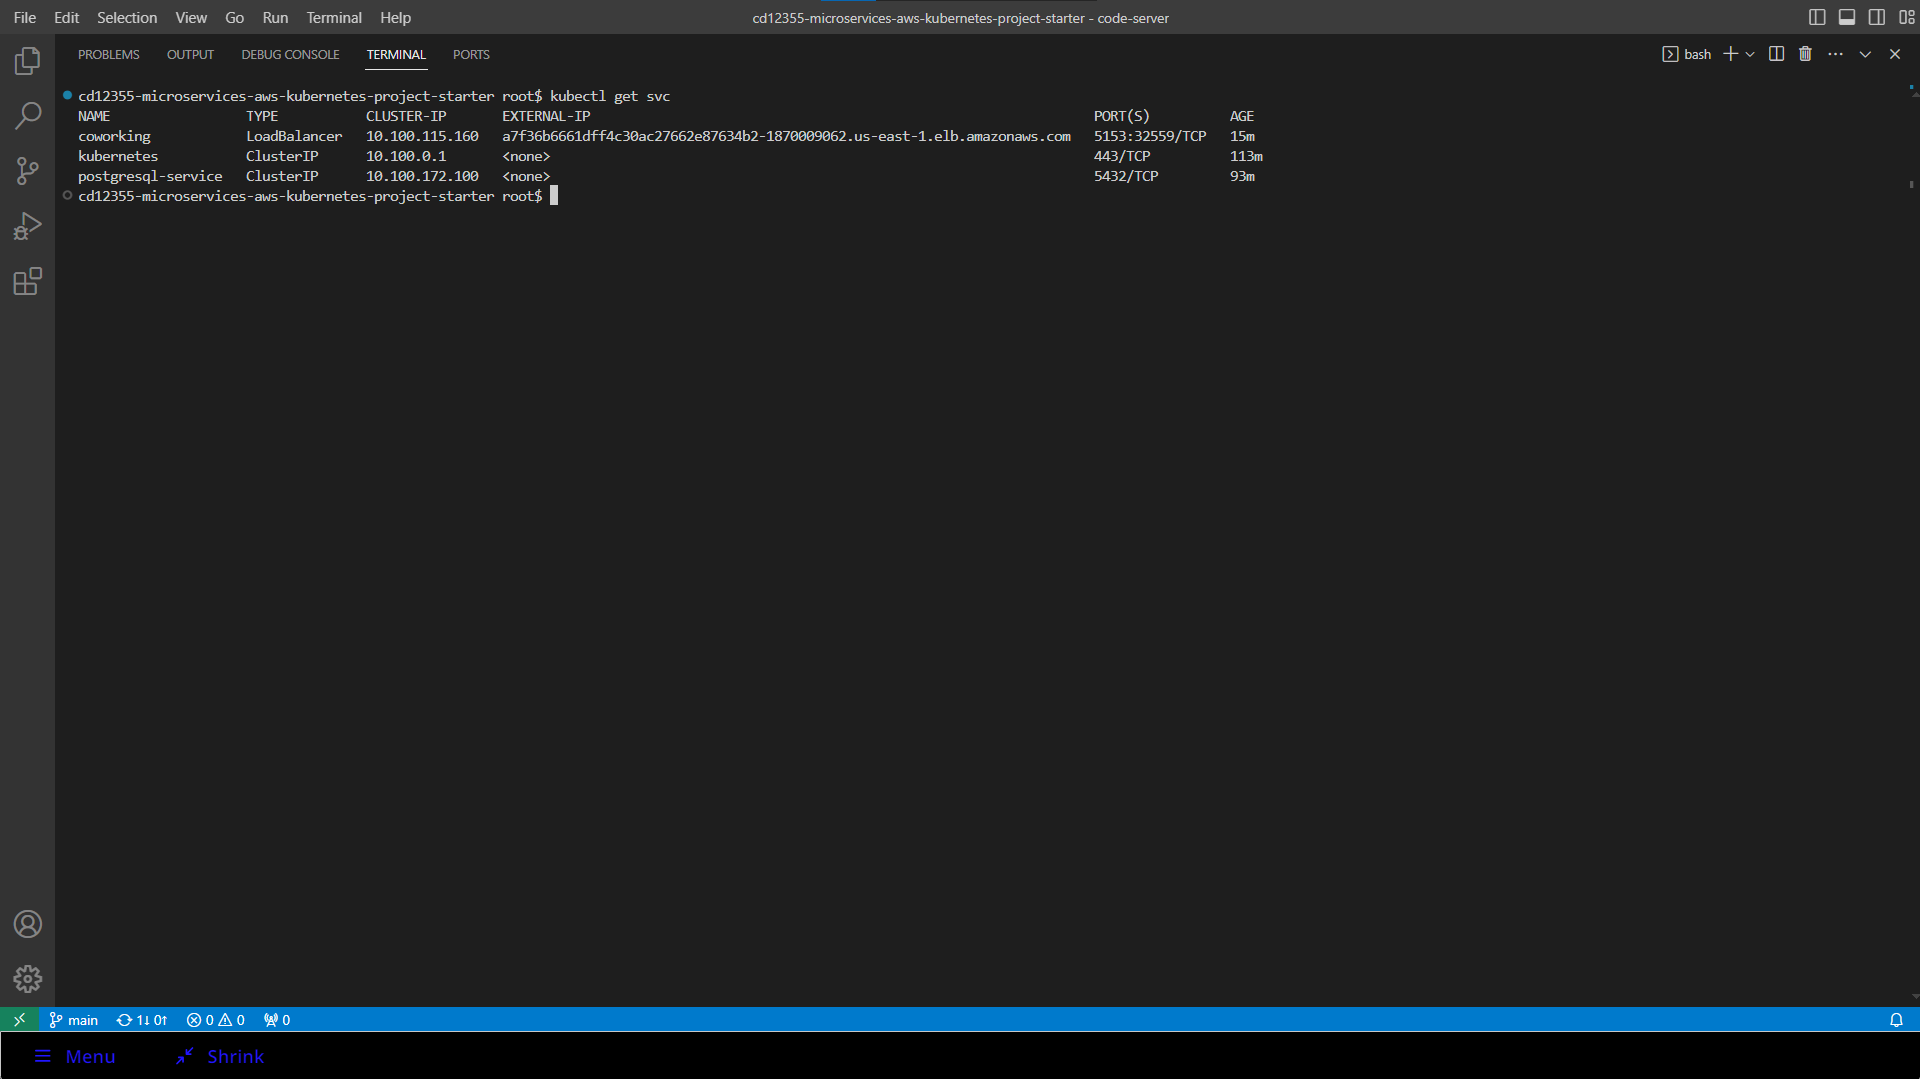 File Edit Selection View Go Run Terminal Help cd12355-microservices-aws-kubernetes-project-starter - code-server
PROBLEMS OUTPUT DEBUG CONSOLE TERMINAL PORTS bash
cd12355-microservices-aws-kubernetes-project-starter root$ kubectl get svc
NAME TYPE CLUSTER-IP EXTERNAL-IP PORT(S) AGE
coworking LoadBalancer 10.100.115.160 a7f36b6661dff4c30ac27662e87634b2-1870009062.us-east-1.elb.amazonaws.com 5153:32559/TCP 15m
kubernetes ClusterIP 10.100.0.1 <none> 443/TCP 113m
postgresql-service ClusterIP 10.100.172.100 <none> 5432/TCP 93m
cd12355-microservices-aws-kubernetes-project-starter root$
main 1↓ 0↑ 0 0 0
Menu Shrink